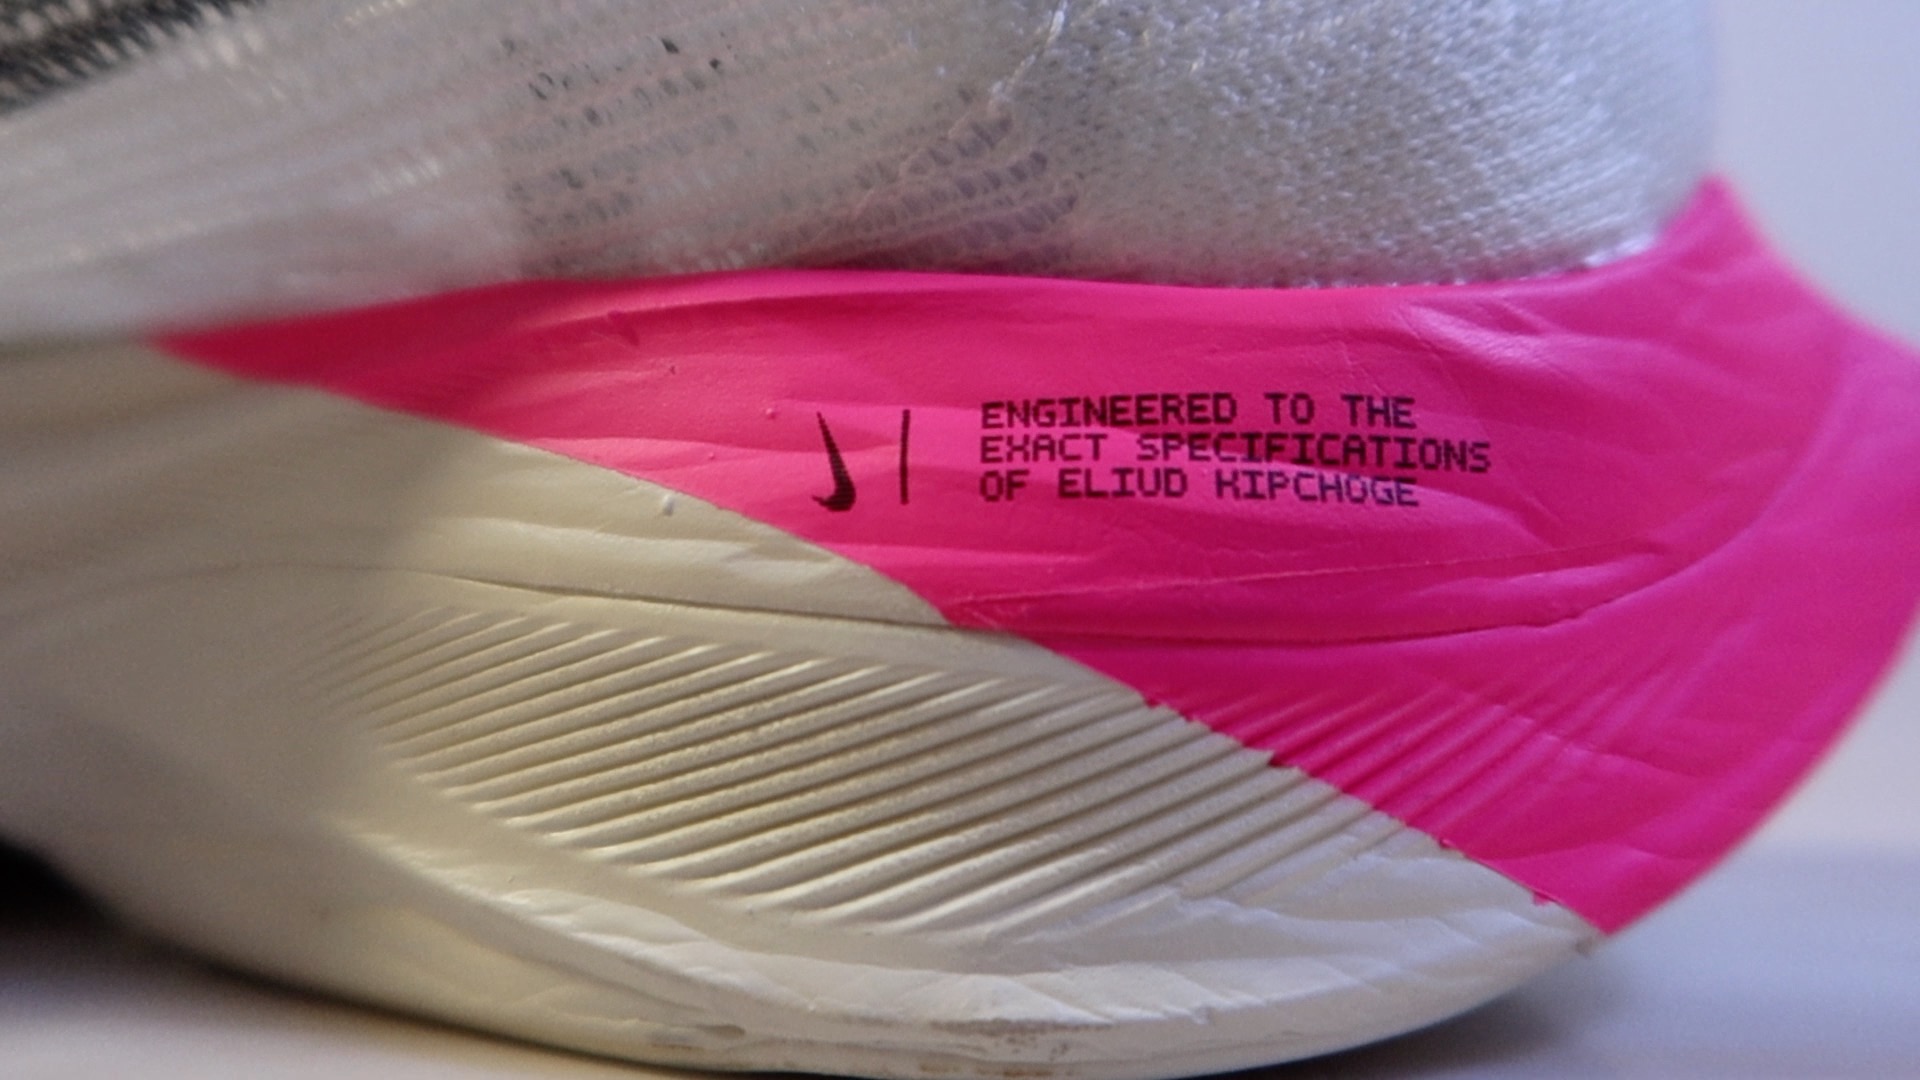 ENGINEERED TO THE
EXACT SPECIFICATIONS
OF ELIUD KIPCHOGE